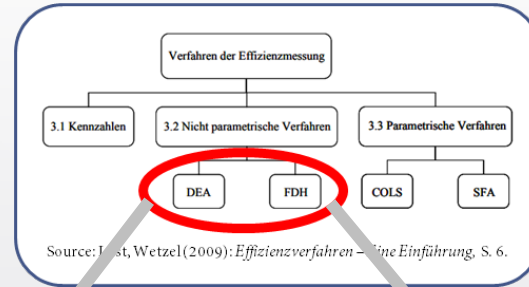 Verfahren der Effizienzmessung
3.1 Kennzahlen
3.2 Nicht parametrische Verfahren
3.3 Parametrische Verfahren
DEA
FDH
COLS
SFA
Source: Wetzel (2009): Effizienzverfahren – Eine Einführung, S. 6.